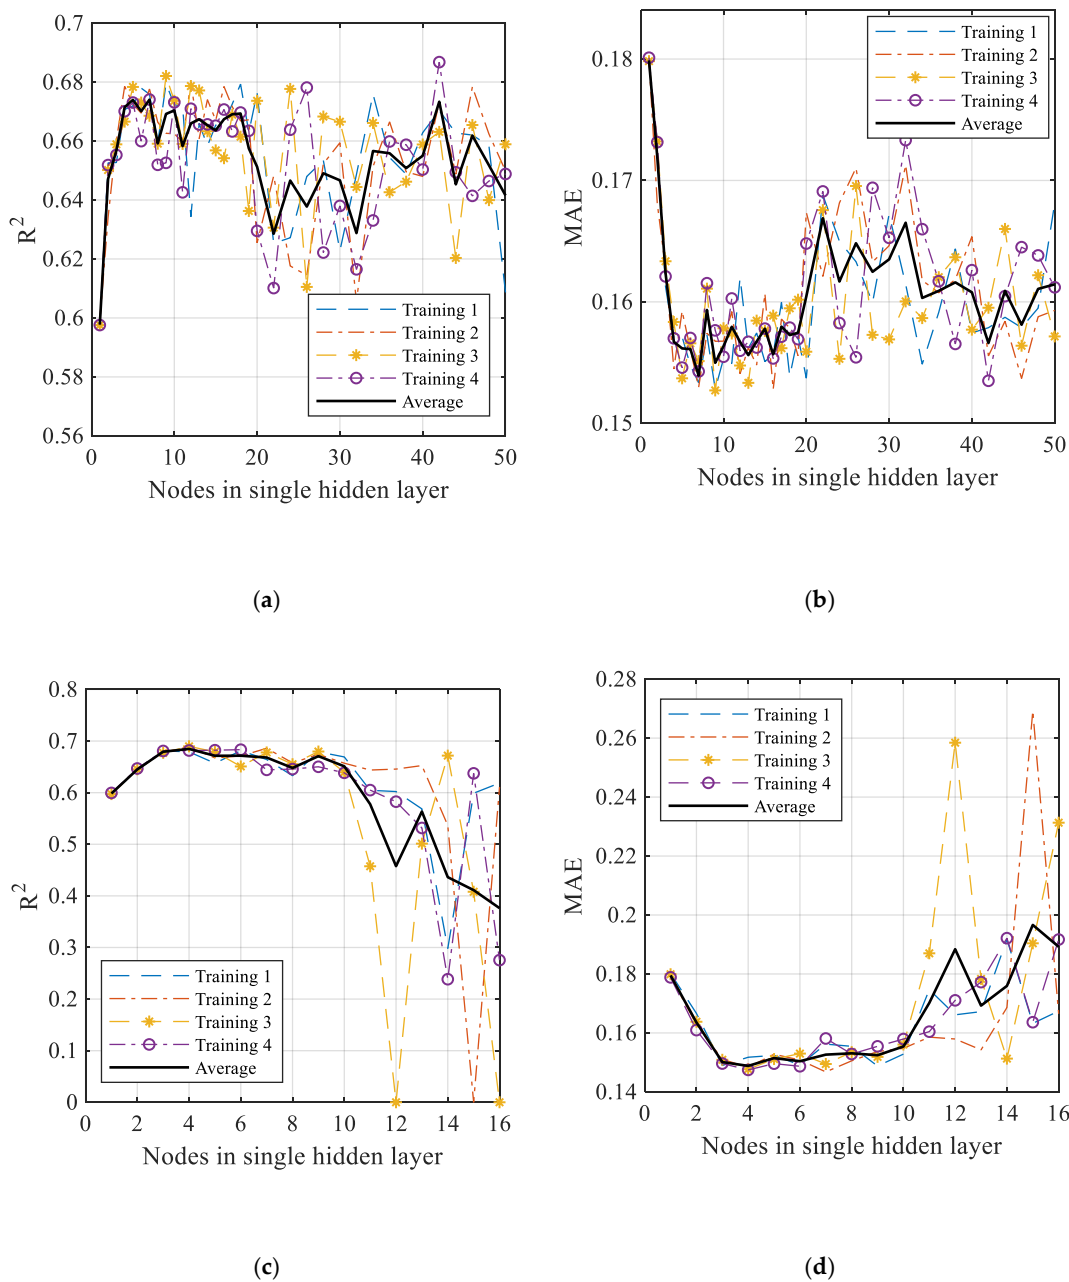 0.7
0.68
0.66
0.64
0.62
0.6
0.58
0.56
R²
0 10 20 30 40 50
Nodes in single hidden layer
Training 1
Training 2
Training 3
Training 4
Average
(a)
0.18
0.17
0.16
0.15
MAE
0 10 20 30 40 50
Nodes in single hidden layer
Training 1
Training 2
Training 3
Training 4
Average
(b)
0.8
0.7
0.6
0.5
0.4
0.3
0.2
0.1
0
R²
0 2 4 6 8 10 12 14 16
Nodes in single hidden layer
Training 1
Training 2
Training 3
Training 4
Average
(c)
0.28
0.26
0.24
0.22
0.2
0.18
0.16
0.14
MAE
0 2 4 6 8 10 12 14 16
Nodes in single hidden layer
Training 1
Training 2
Training 3
Training 4
Average
(d)